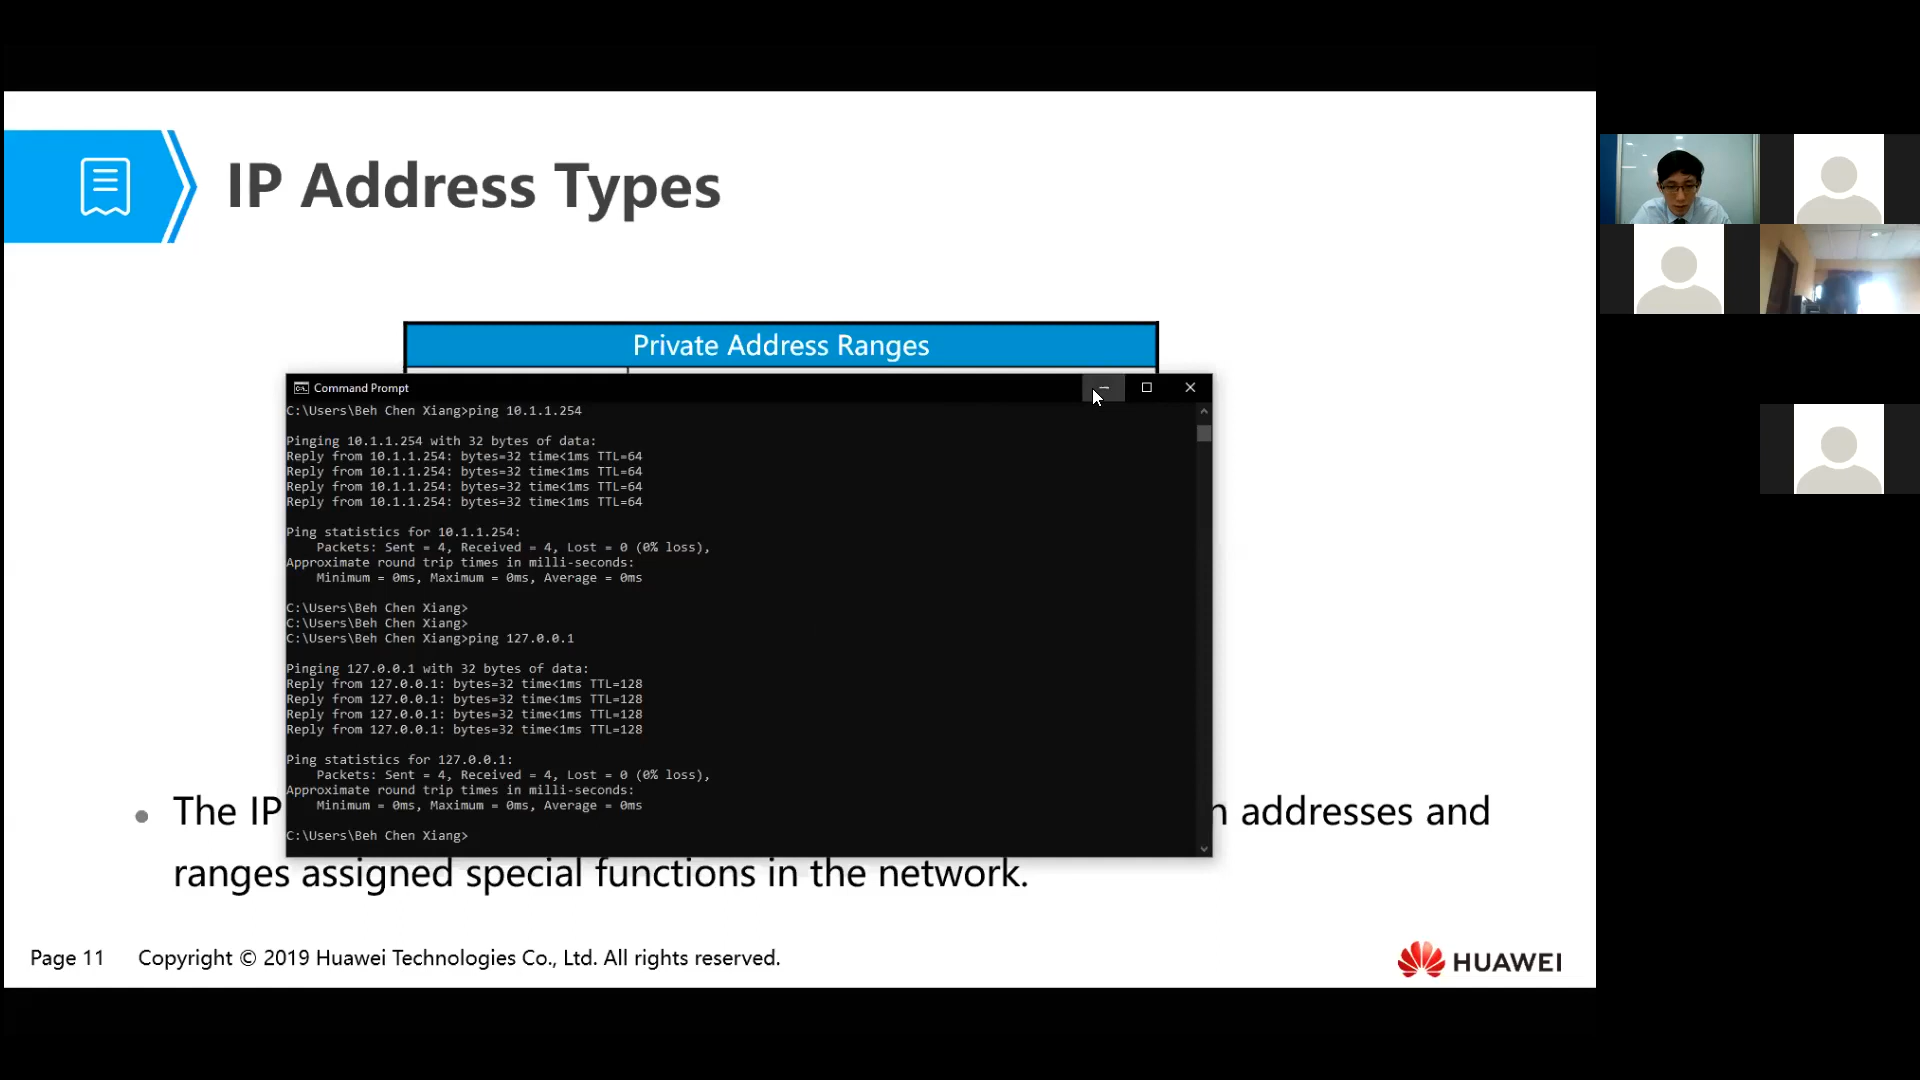 IP Address Types
Private Address Ranges
Command Prompt
C:\Users\Beh Chen Xiang>ping 10.1.1.254
Pinging 10.1.1.254 with 32 bytes of data:
Reply from 10.1.1.254: bytes=32 time<1ms TTL=64
Reply from 10.1.1.254: bytes=32 time<1ms TTL=64
Reply from 10.1.1.254: bytes=32 time<1ms TTL=64
Reply from 10.1.1.254: bytes=32 time<1ms TTL=64
Ping statistics for 10.1.1.254:
Packets: Sent = 4, Received = 4, Lost = 0 (0% loss),
Approximate round trip times in milli-seconds:
Minimum = 0ms, Maximum = 0ms, Average = 0ms
C:\Users\Beh Chen Xiang>
C:\Users\Beh Chen Xiang>
C:\Users\Beh Chen Xiang>ping 127.0.0.1
Pinging 127.0.0.1 with 32 bytes of data:
Reply from 127.0.0.1: bytes=32 time<1ms TTL=128
Reply from 127.0.0.1: bytes=32 time<1ms TTL=128
Reply from 127.0.0.1: bytes=32 time<1ms TTL=128
Reply from 127.0.0.1: bytes=32 time<1ms TTL=128
Ping statistics for 127.0.0.1:
Packets: Sent = 4, Received = 4, Lost = 0 (0% loss),
Approximate round trip times in milli-seconds:
Minimum = 0ms, Maximum = 0ms, Average = 0ms
C:\Users\Beh Chen Xiang>
The IP addresses and
ranges assigned special functions in the network.
Page 11 Copyright © 2019 Huawei Technologies Co., Ltd. All rights reserved.
HUAWEI